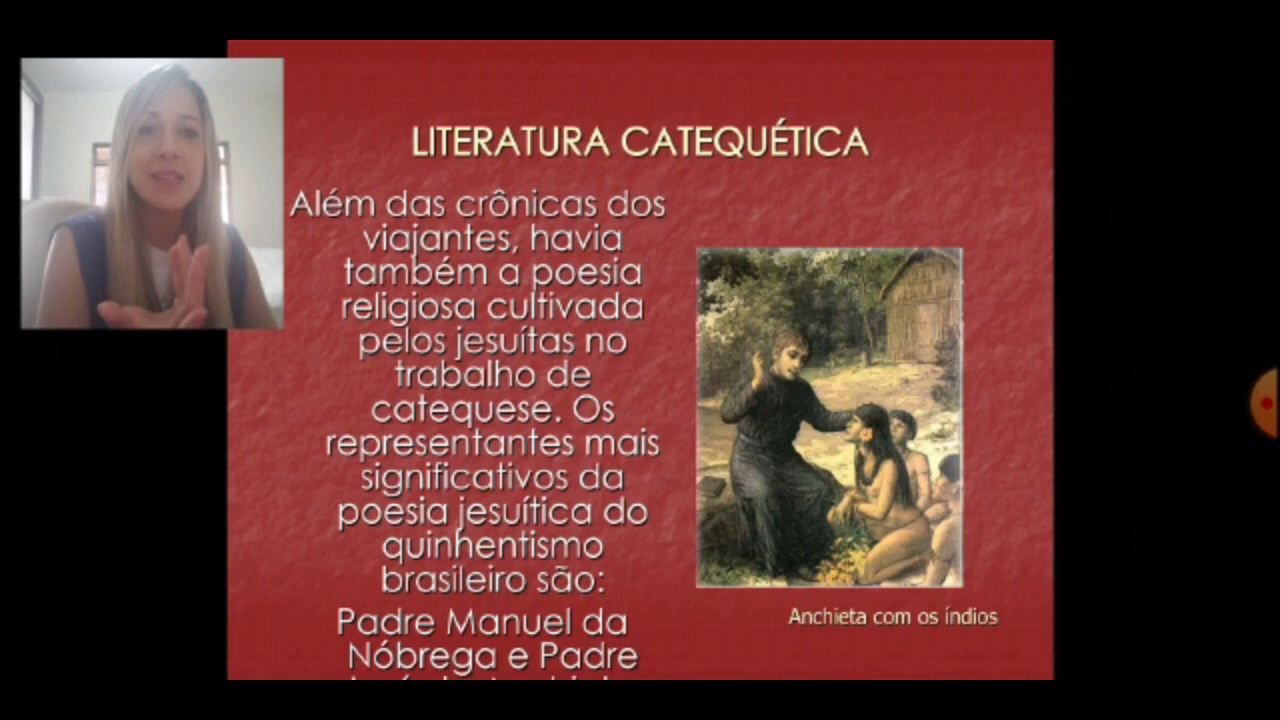 LITERATURA CATEQUÉTICA
Além das crônicas dos
viajantes, havia
também a poesia
religiosa cultivada
pelos jesuítas no
trabalho de
catequese. Os
representantes mais
significativos da
poesia jesuítica do
quinhentismo
brasileiro são:
Padre Manuel da
Nóbrega e Padre
Anchieta com os índios